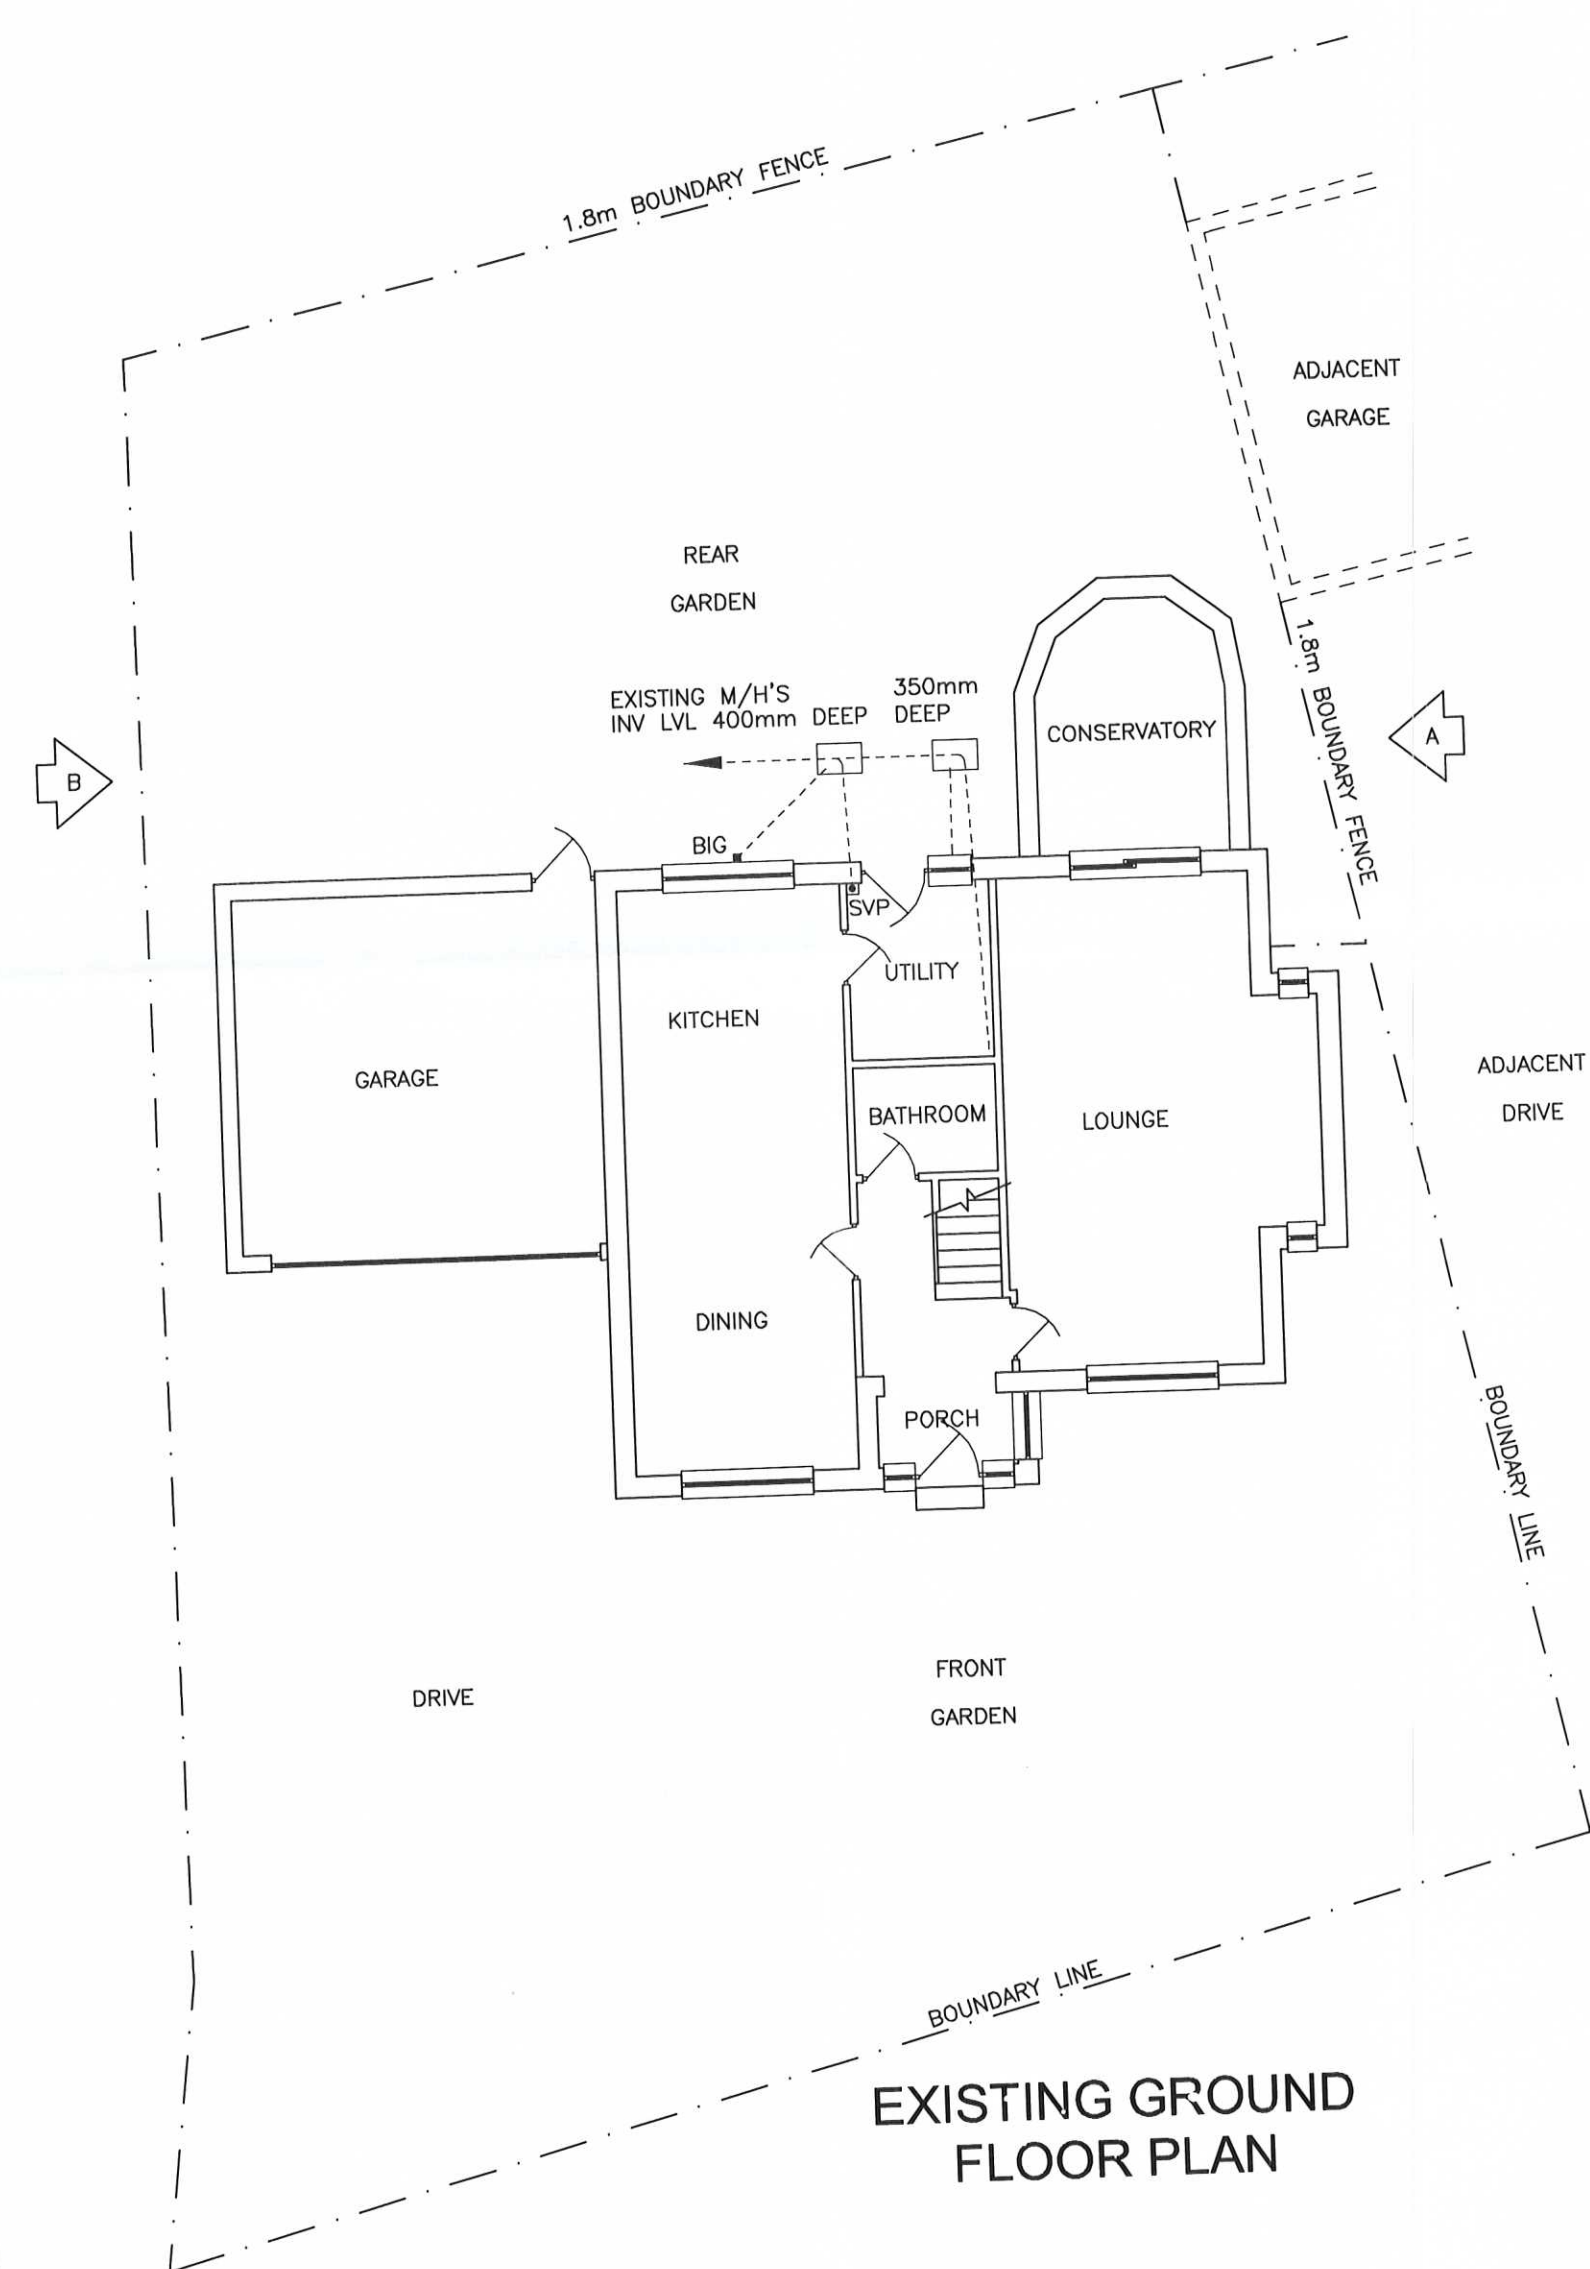 1.8m BOUNDARY FENCE
ADJACENT
GARAGE
REAR
GARDEN
1.8m BOUNDARY FENCE
EXISTING M/H'S
INV LVL 400mm DEEP
350mm
DEEP
CONSERVATORY
A
B
BIG
SVP
UTILITY
KITCHEN
GARAGE
BATHROOM
LOUNGE
ADJACENT
DRIVE
DINING
PORCH
BOUNDARY LINE
FRONT
GARDEN
DRIVE
BOUNDARY LINE
EXISTING GROUND
FLOOR PLAN